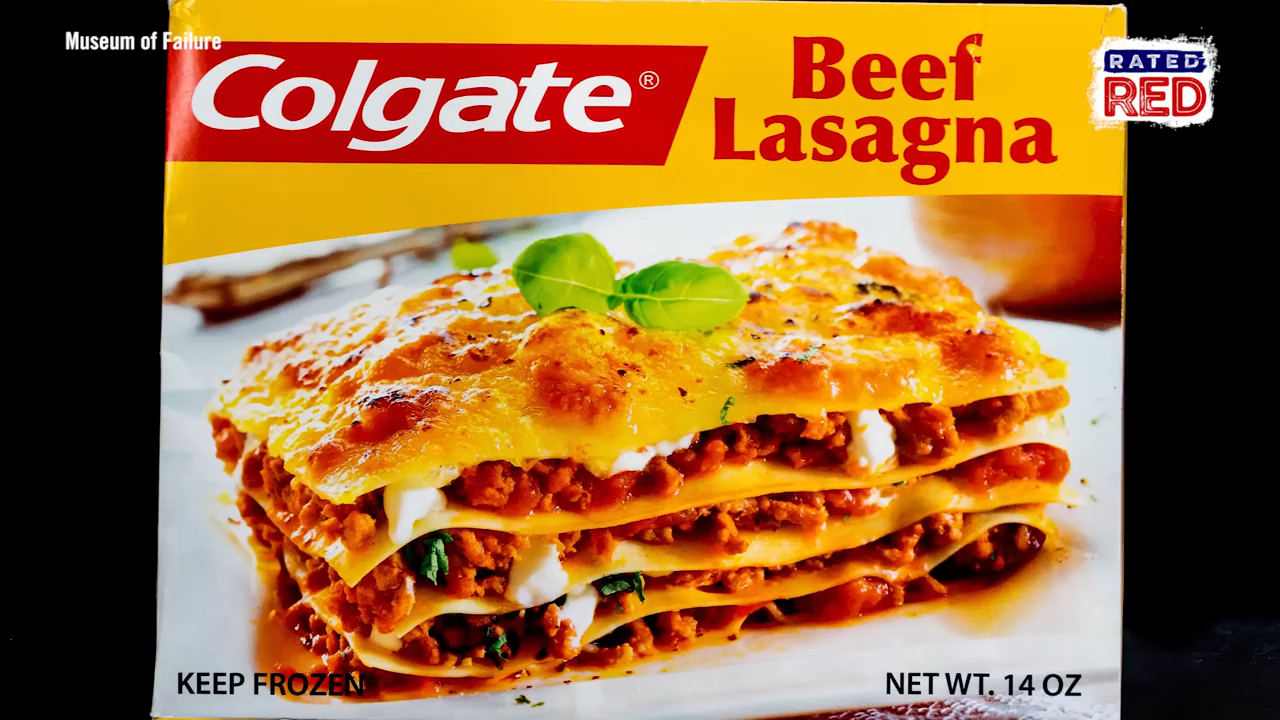 Museum of Failure
Colgate®
Beef
Lasagna
RATED
RED
KEEP FROZEN
NET WT. 14 OZ